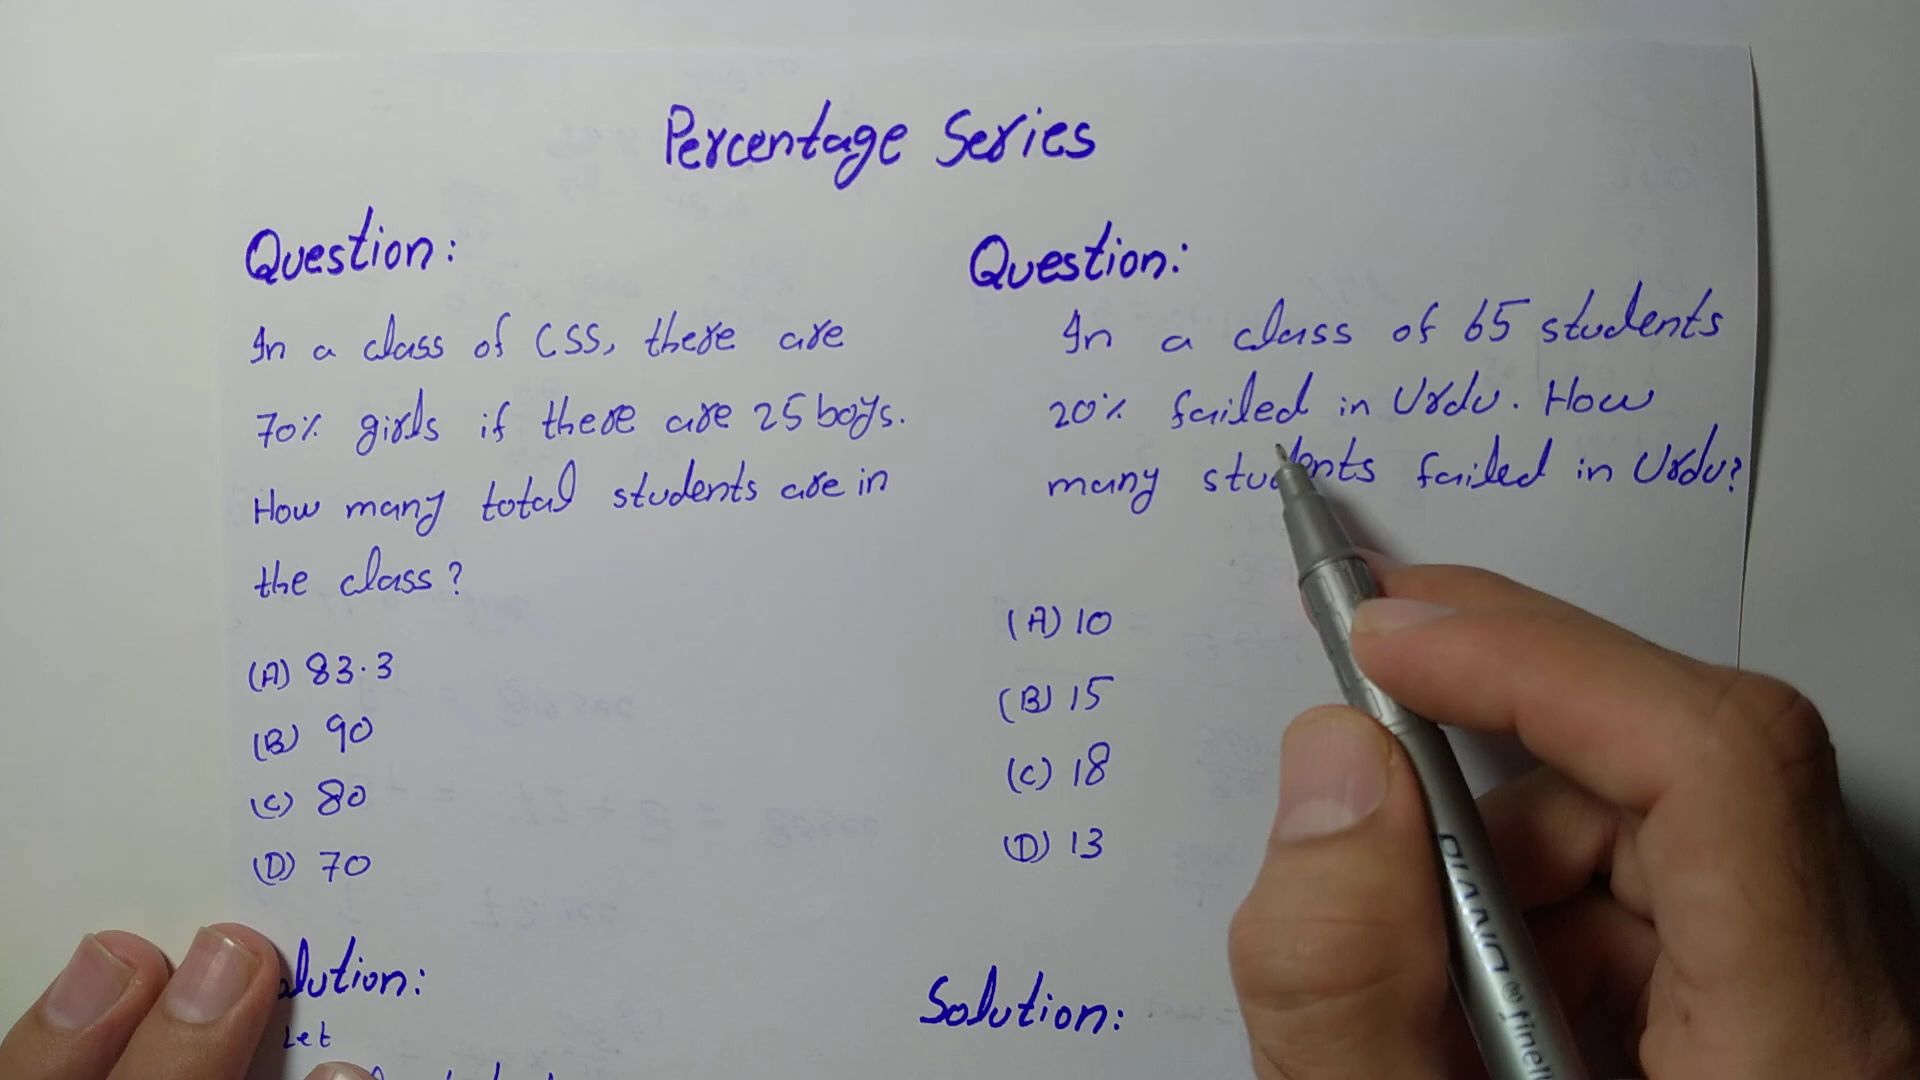 Percentage Series
Question:
In a class of CSS, there are
70% girls if there are 25 boys.
How many total students are in
the class?
(A) 83.3
(B) 90
(C) 80
(D) 70
Let
Question:
In a class of 65 students
20% failed in Urdu. How
many students failed in Urdu?
(A) 10
(B) 15
(C) 18
(D) 13
Solution: